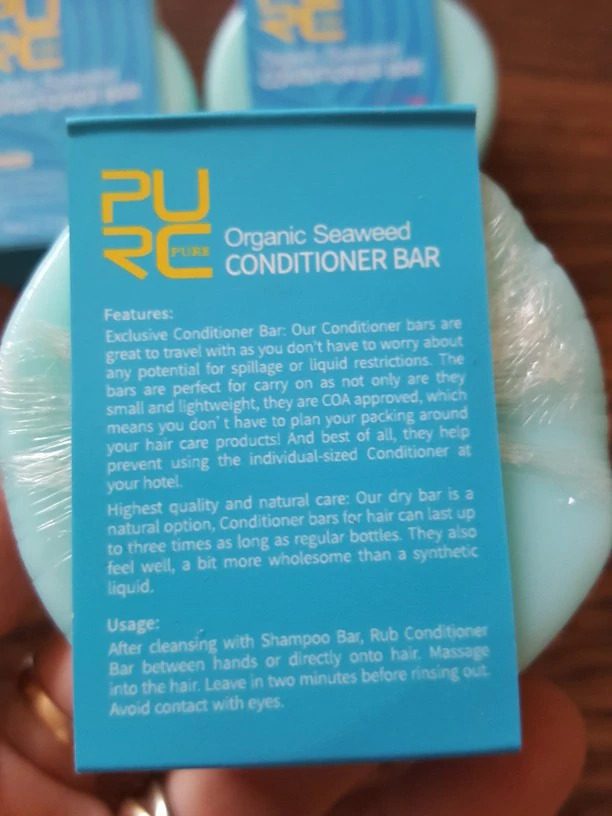 PU
RC PURE
Organic Seaweed
CONDITIONER BAR
Features:
Exclusive Conditioner Bar: Our Conditioner bars are
great to travel with as you don't have to worry about
any potential for spillage or liquid restrictions. The
bars are perfect for carry on as not only are they
small and lightweight, they are COA approved, which
means you don't have to plan your packing around
your hair care products! And best of all, they help
prevent using the individual-sized Conditioner at
your hotel.
Highest quality and natural care: Our dry bar is a
natural option, Conditioner bars for hair can last up
to three times as long as regular bottles. They also
feel well, a bit more wholesome than a synthetic
liquid.
Usage:
After cleansing with Shampoo Bar, Rub Conditioner
Bar between hands or directly onto hair. Massage
into the hair. Leave in two minutes before rinsing out.
Avoid contact with eyes.